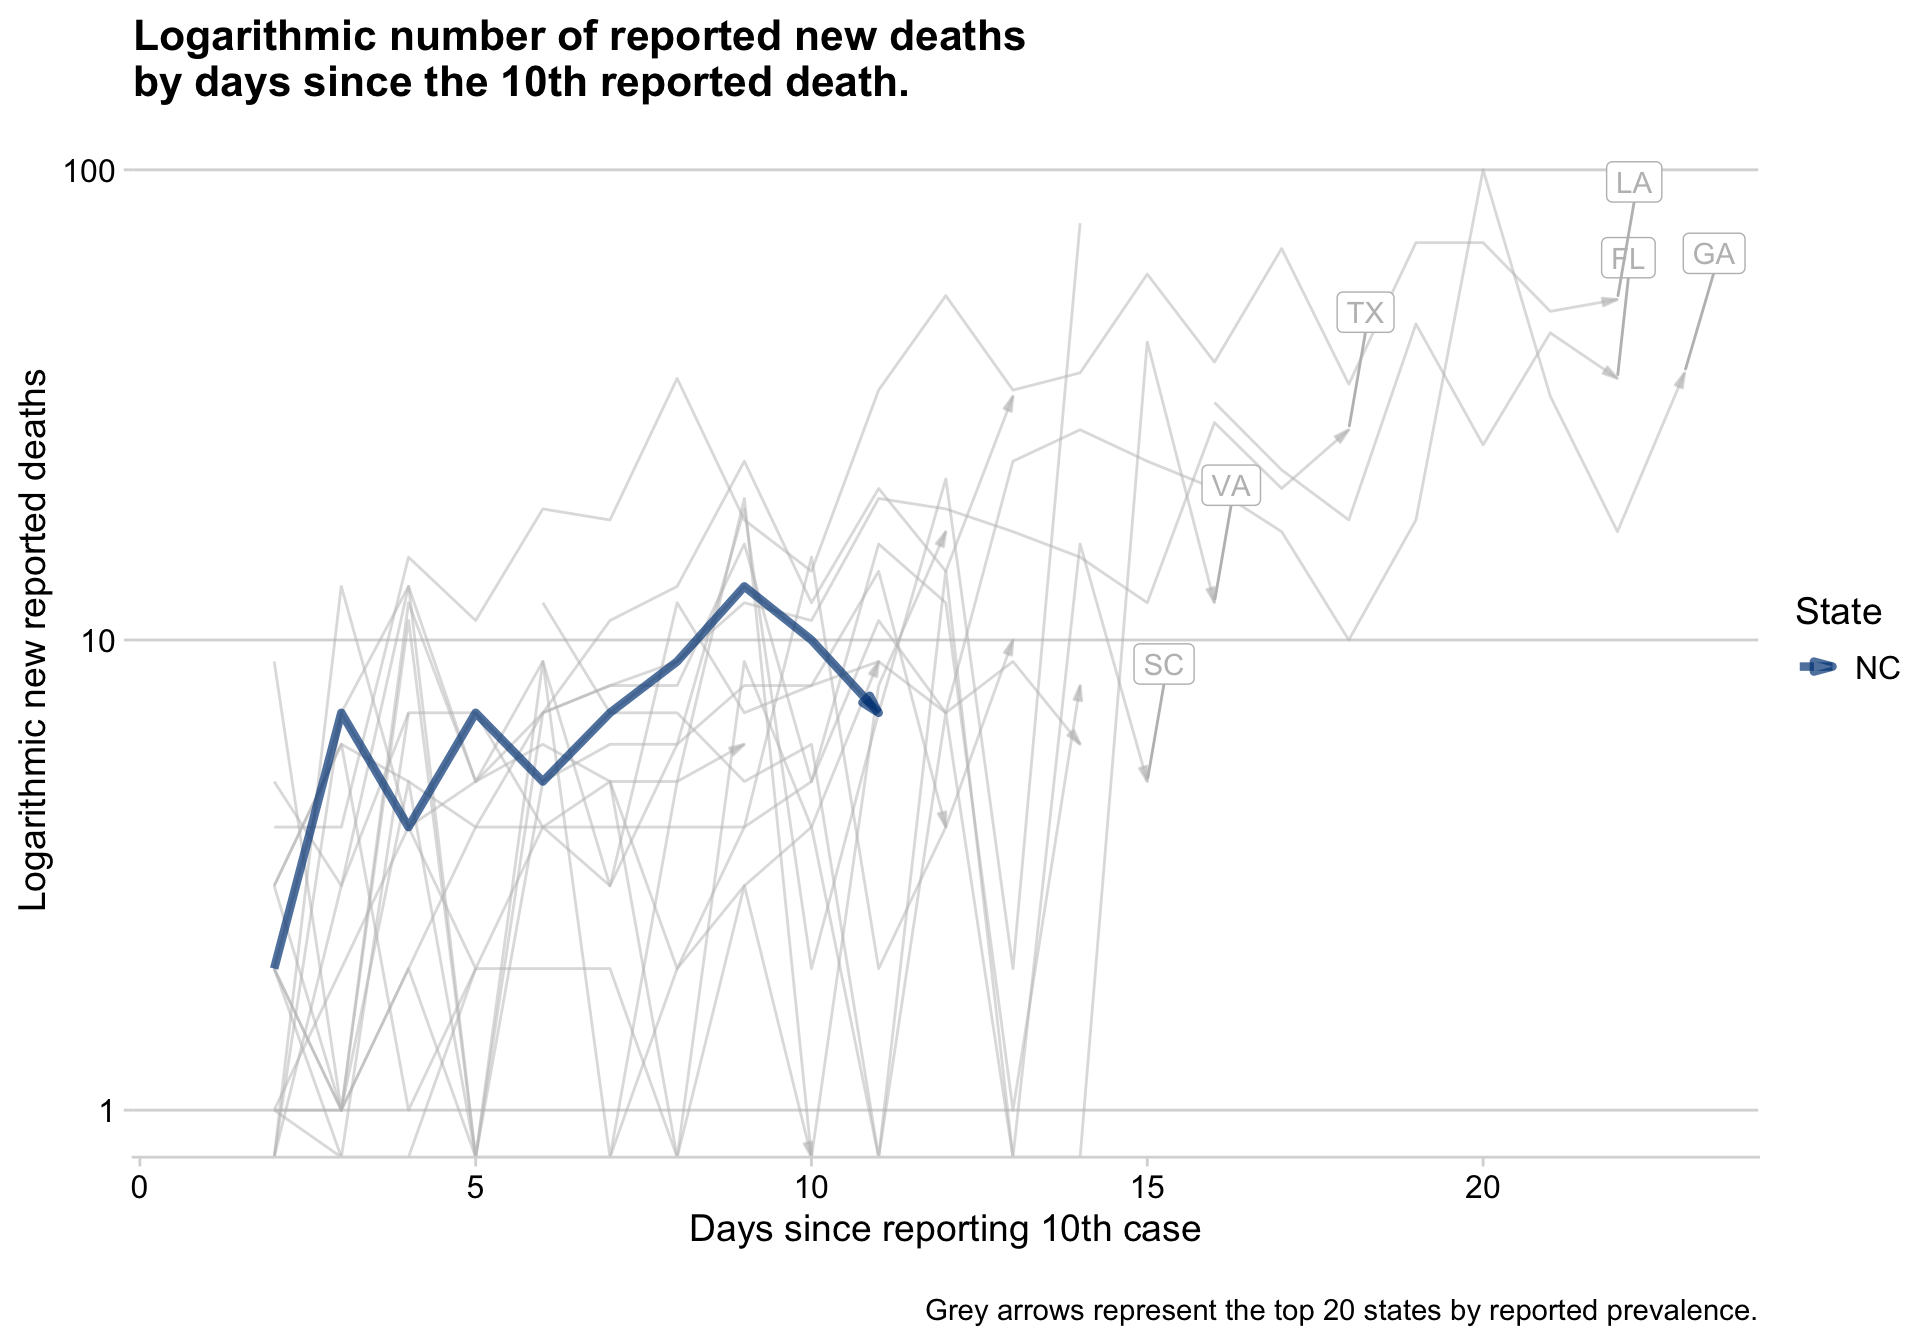 Logarithmic number of reported new deaths
by days since the 10th reported death.
Logarithmic new reported deaths
100
10
1
LA
FL
GA
TX
VA
SC
State
NC
0 5 10 15 20
Days since reporting 10th case
Grey arrows represent the top 20 states by reported prevalence.